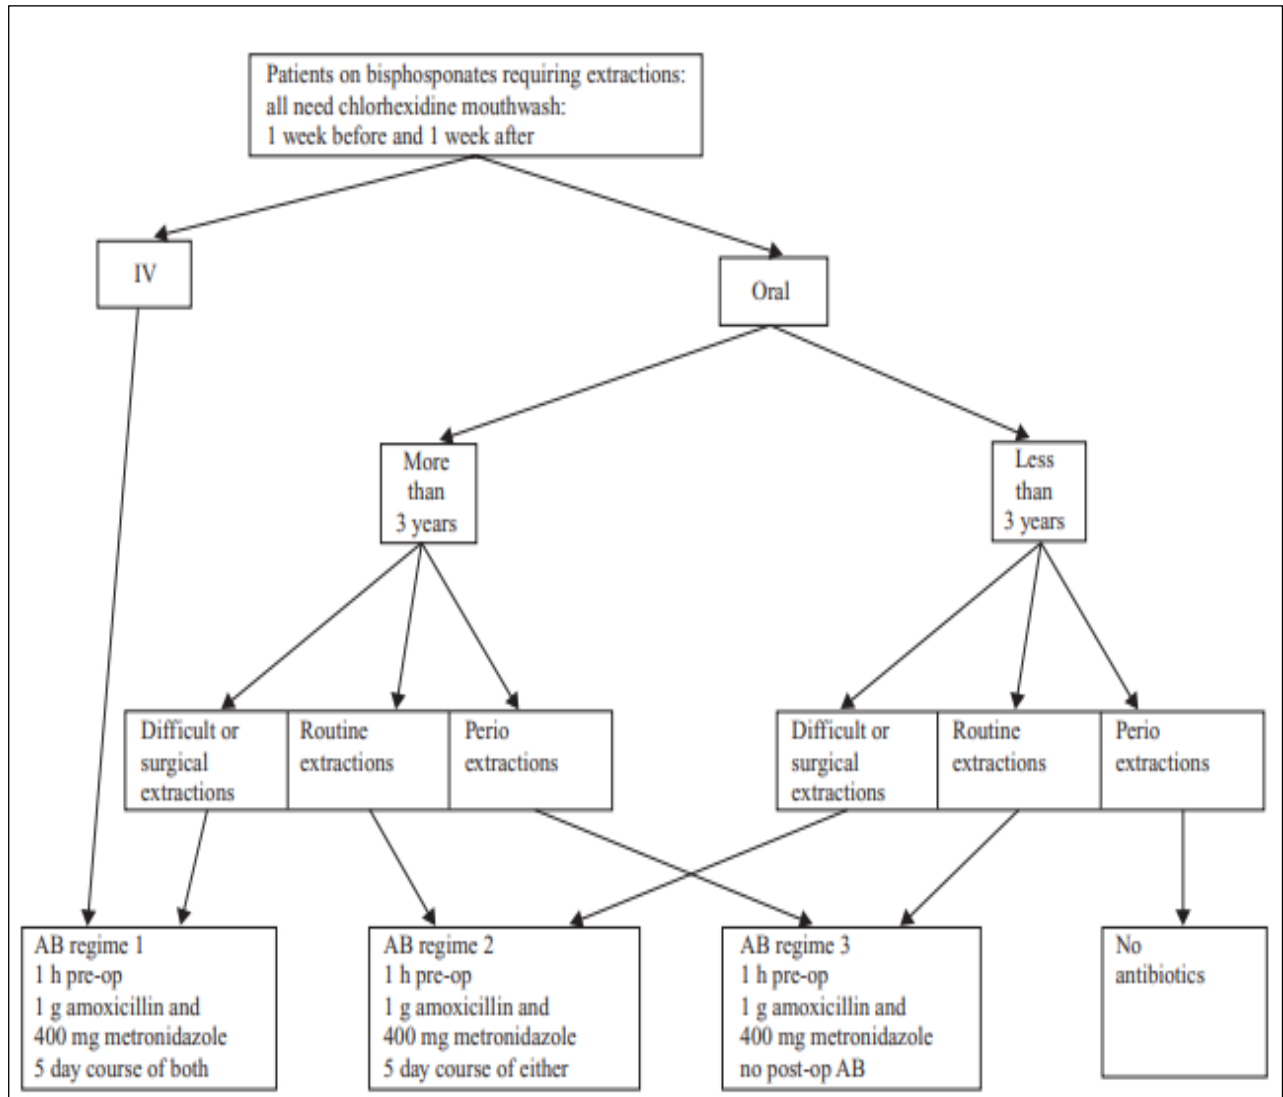 Patients on bisphosponates requiring extractions:
all need chlorhexidine mouthwash:
1 week before and 1 week after
IV
Oral
More
than
3 years
Less
than
3 years
Difficult or
surgical
extractions
Routine
extractions
Perio
extractions
Difficult or
surgical
extractions
Routine
extractions
Perio
extractions
AB regime 1
1 h pre-op
1 g amoxicillin and
400 mg metronidazole
5 day course of both
AB regime 2
1 h pre-op
1 g amoxicillin and
400 mg metronidazole
5 day course of either
AB regime 3
1 h pre-op
1 g amoxicillin and
400 mg metronidazole
no post-op AB
No
antibiotics